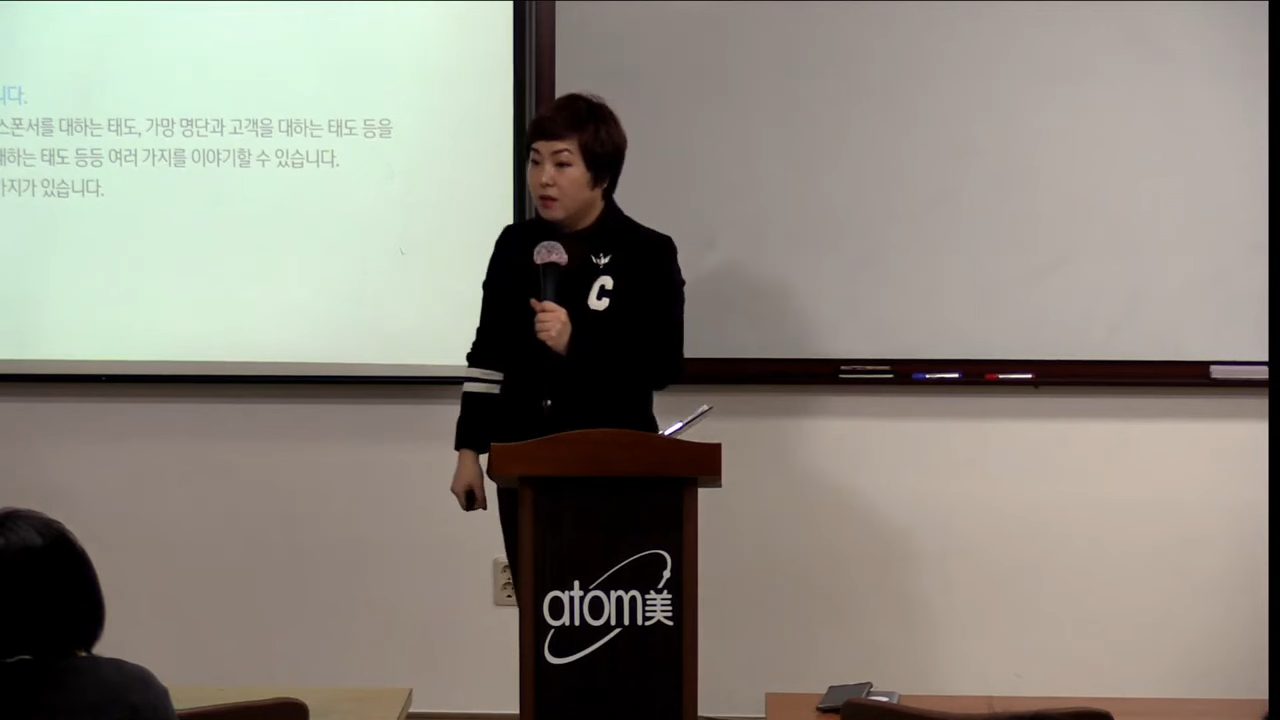 니다.
스폰서를 대하는 태도, 가망 명단과 고객을 대하는 태도 등을
대하는 태도 등등 여러 가지를 이야기할 수 있습니다.
가지가 있습니다.
C
atom美